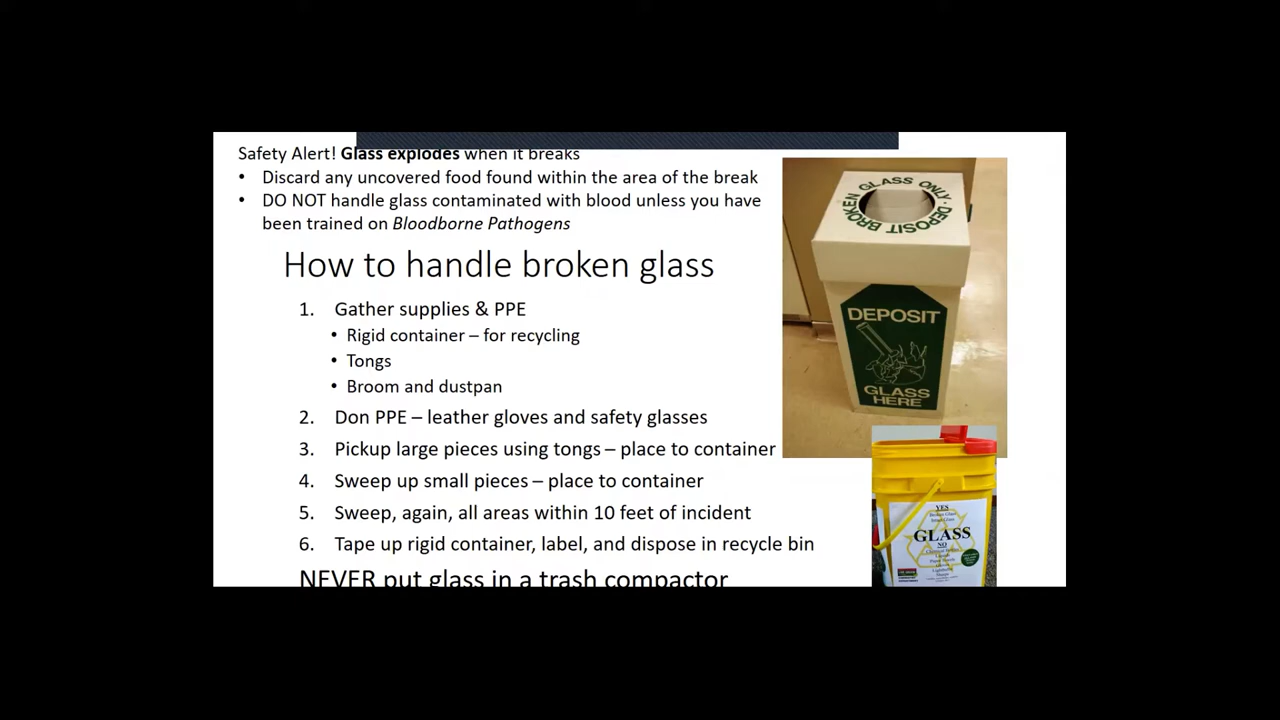 Safety Alert! Glass explodes when it breaks
• Discard any uncovered food found within the area of the break
• DO NOT handle glass contaminated with blood unless you have
been trained on Bloodborne Pathogens
How to handle broken glass
1. Gather supplies & PPE
• Rigid container – for recycling
• Tongs
• Broom and dustpan
2. Don PPE – leather gloves and safety glasses
3. Pickup large pieces using tongs – place to container
4. Sweep up small pieces – place to container
5. Sweep, again, all areas within 10 feet of incident
6. Tape up rigid container, label, and dispose in recycle bin
NEVER put glass in a trash compactor
BROKEN GLASS ONLY · DEPOSIT
DEPOSIT
GLASS
HERE
YES
GLASS
NO